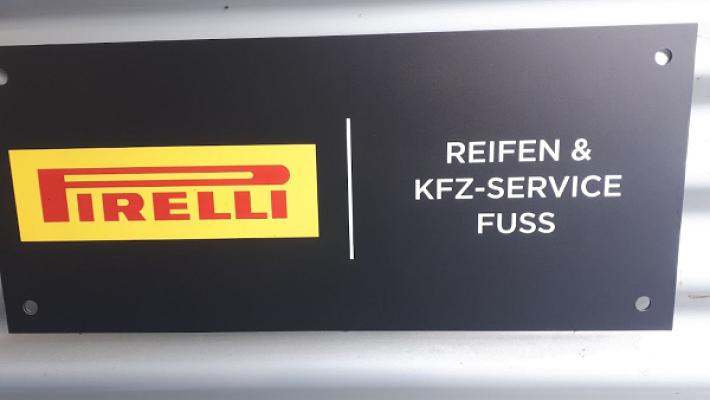 PIRELLI
REIFEN &
KFZ-SERVICE
FUSS